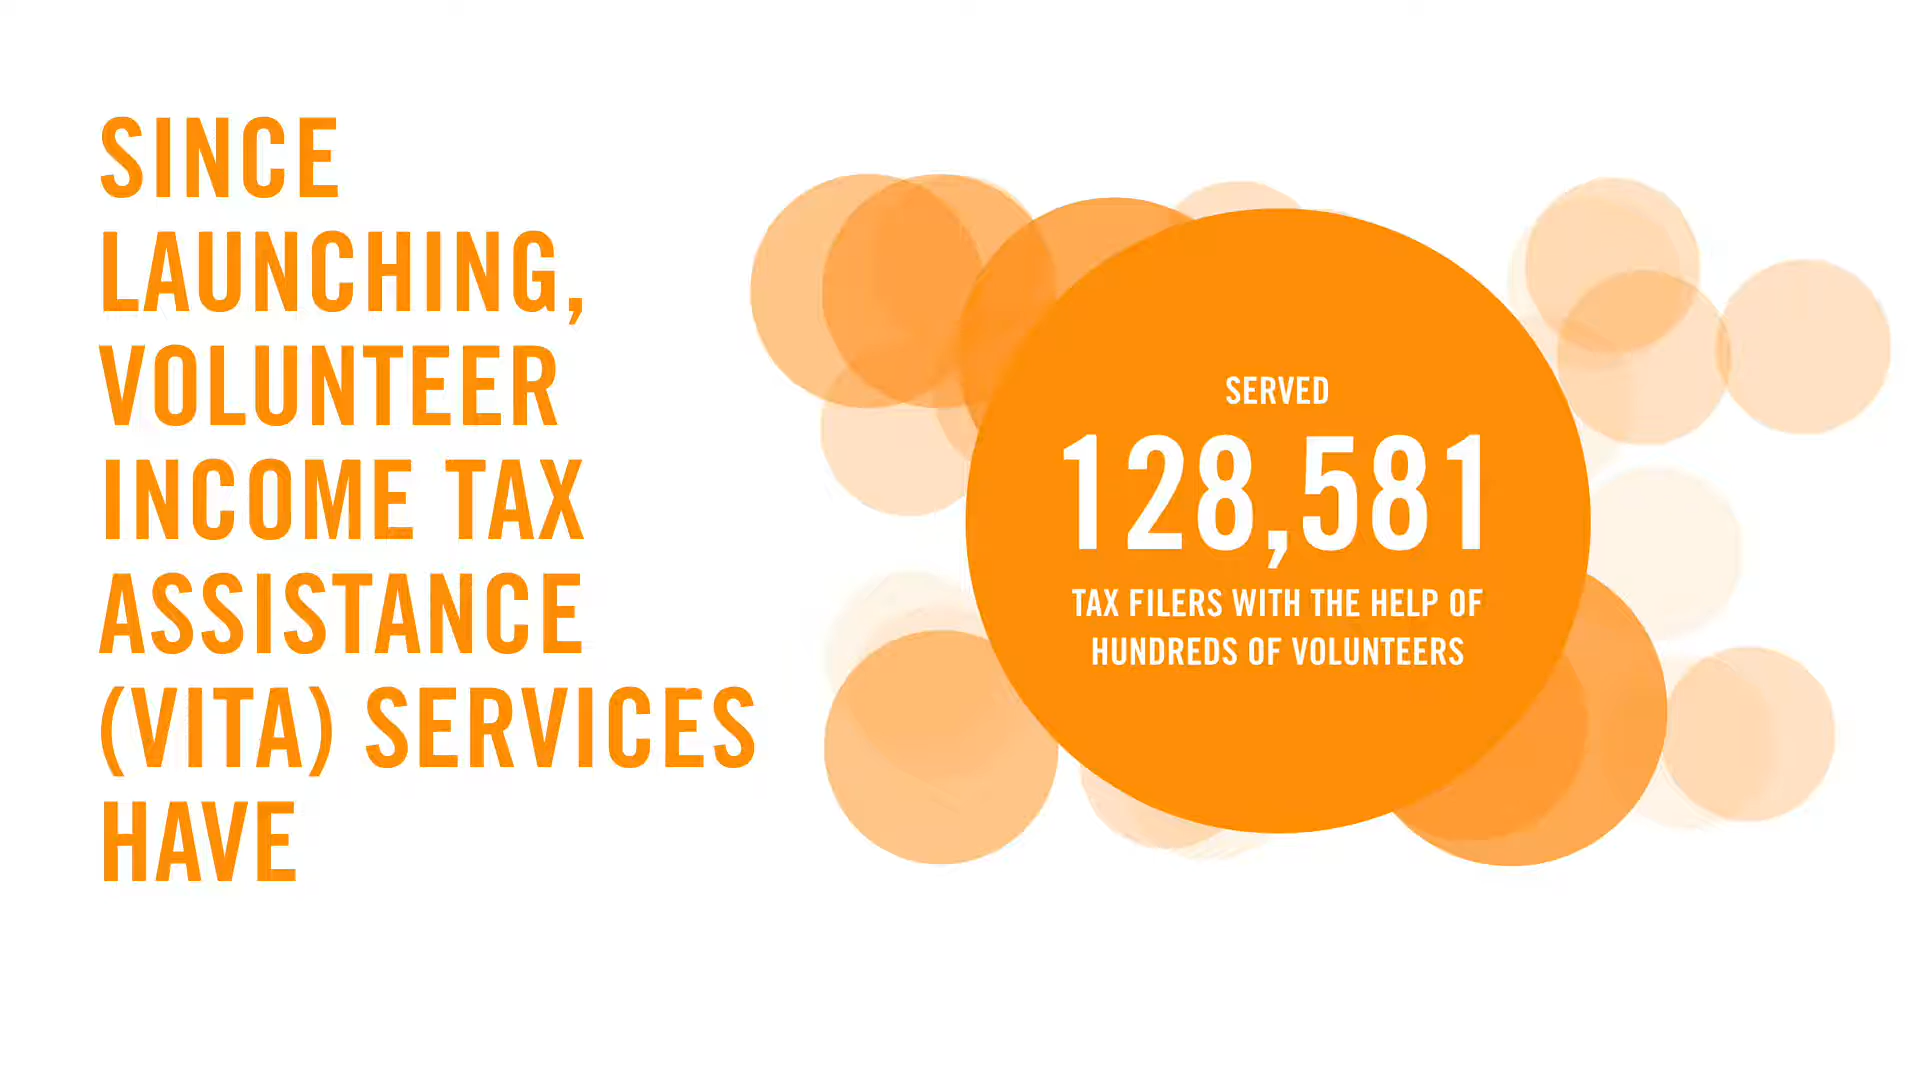 SINCE
LAUNCHING,
VOLUNTEER
INCOME TAX
ASSISTANCE
(VITA) SERVICES
HAVE
SERVED
128,581
TAX FILERS WITH THE HELP OF
HUNDREDS OF VOLUNTEERS